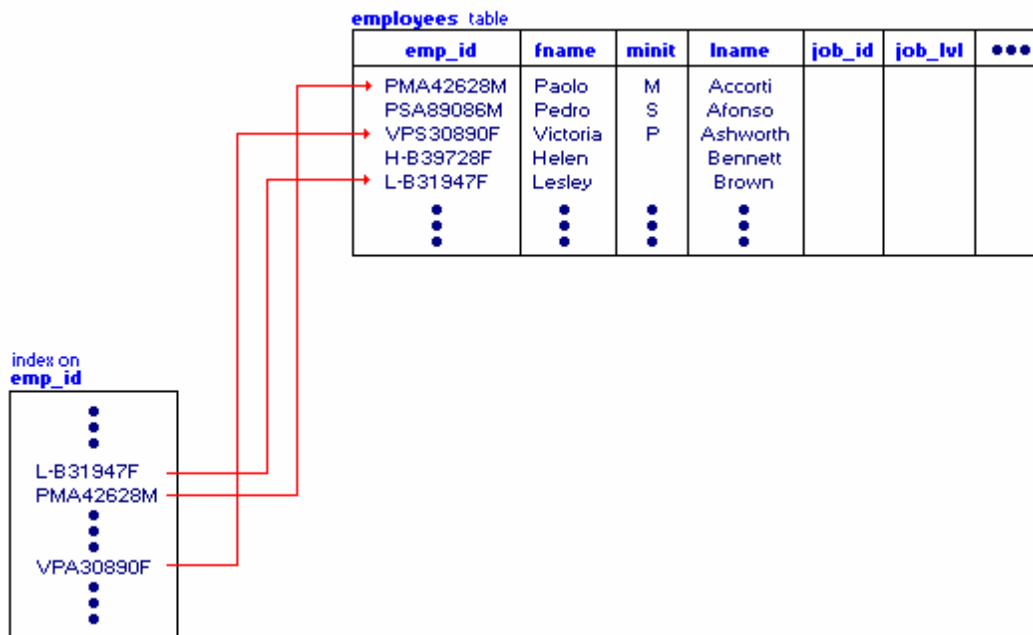 employees table
emp_id fname minit lname job_id job_lvl
PMA42628M Paolo M Accorti
PSA89086M Pedro S Afonso
VPS30890F Victoria P Ashworth
H-B39728F Helen Bennett
L-B31947F Lesley Brown
index on
emp_id
L-B31947F
PMA42628M
VPA30890F